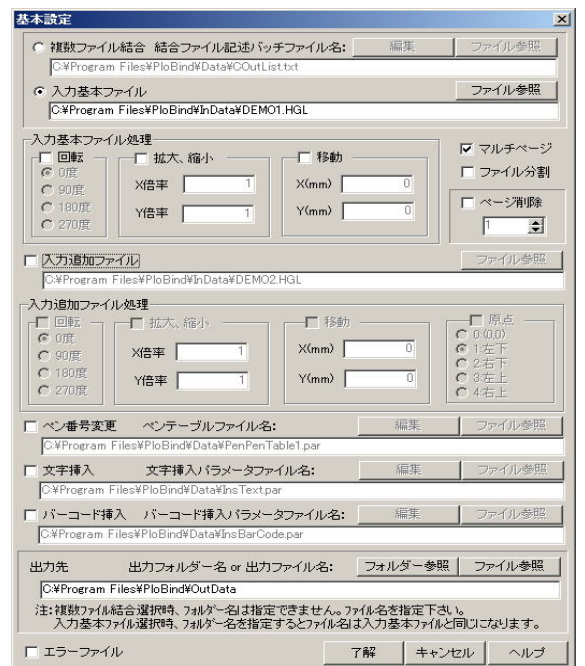 基本設定
複数ファイル結合 結合ファイル記述バッチファイル名: 編集 ファイル参照
C:¥Program Files¥PloBind¥Data¥COutList.txt
入力基本ファイル ファイル参照
C:¥Program Files¥PloBind¥InData¥DEMO1.HGL
入力基本ファイル処理
回転 拡大、縮小 移動 マルチページ
0度 ファイル分割
90度 X倍率 1 X(mm) 0
180度 Y倍率 1 Y(mm) 0 ページ削除
270度 1
入力追加ファイル ファイル参照
C:¥Program Files¥PloBind¥InData¥DEMO2.HGL
入力追加ファイル処理
回転 拡大、縮小 移動 原点
0度 0:(0,0)
90度 X倍率 1 X(mm) 0 1:左下
180度 2:右下
270度 Y倍率 1 Y(mm) 0 3:左上
4:右上
ペン番号変更 ペンテーブルファイル名: 編集 ファイル参照
C:¥Program Files¥PloBind¥Data¥PenPenTable1.par
文字挿入 文字挿入パラメータファイル名: 編集 ファイル参照
C:¥Program Files¥PloBind¥Data¥InsText.par
バーコード挿入 バーコード挿入パラメータファイル名: 編集 ファイル参照
C:¥Program Files¥PloBind¥Data¥InsBarCode.par
出力先 出力フォルダー名 or 出力ファイル名: フォルダー参照 ファイル参照
C:¥Program Files¥PloBind¥OutData
注:複数ファイル結合選択時、フォルダー名は指定できません。ファイル名を指定下さい。
入力基本ファイル選択時、フォルダー名を指定するとファイル名は入力基本ファイルと同じになります。
エラーファイル 了解 キャンセル ヘルプ